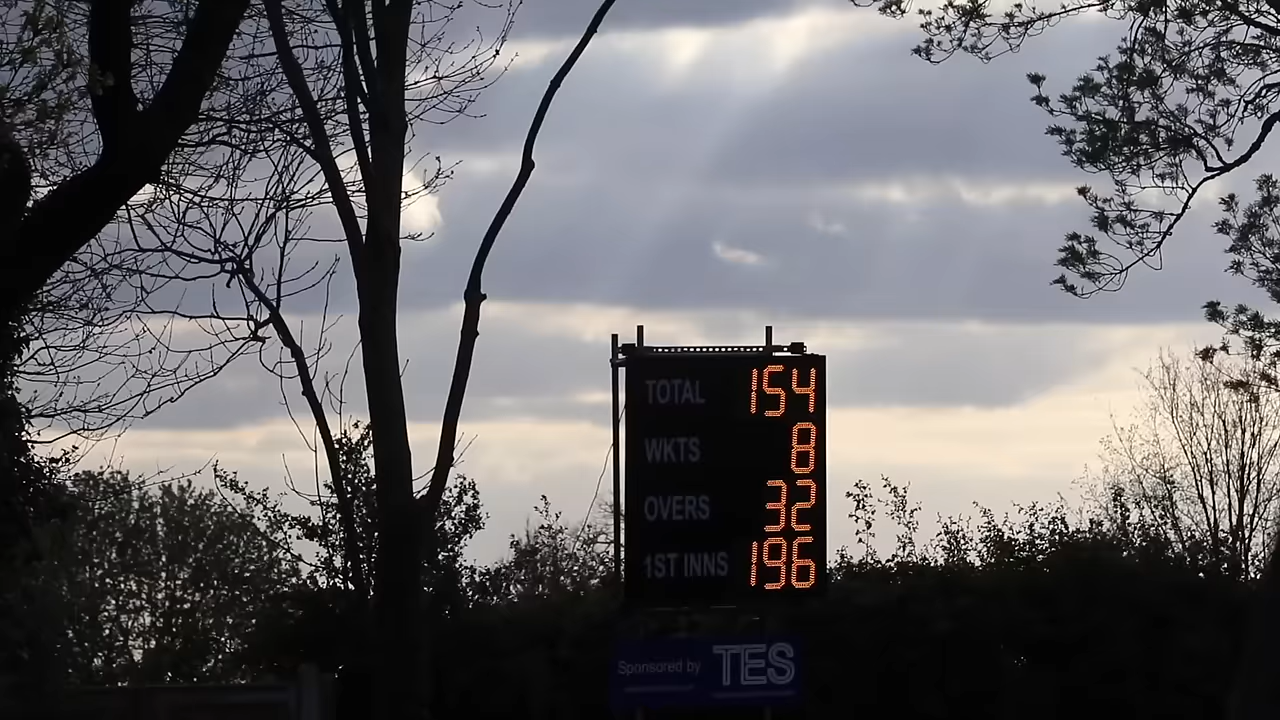 TOTAL 154
WKTS 8
OVERS 32
1ST INNS 196
Sponsored by TES